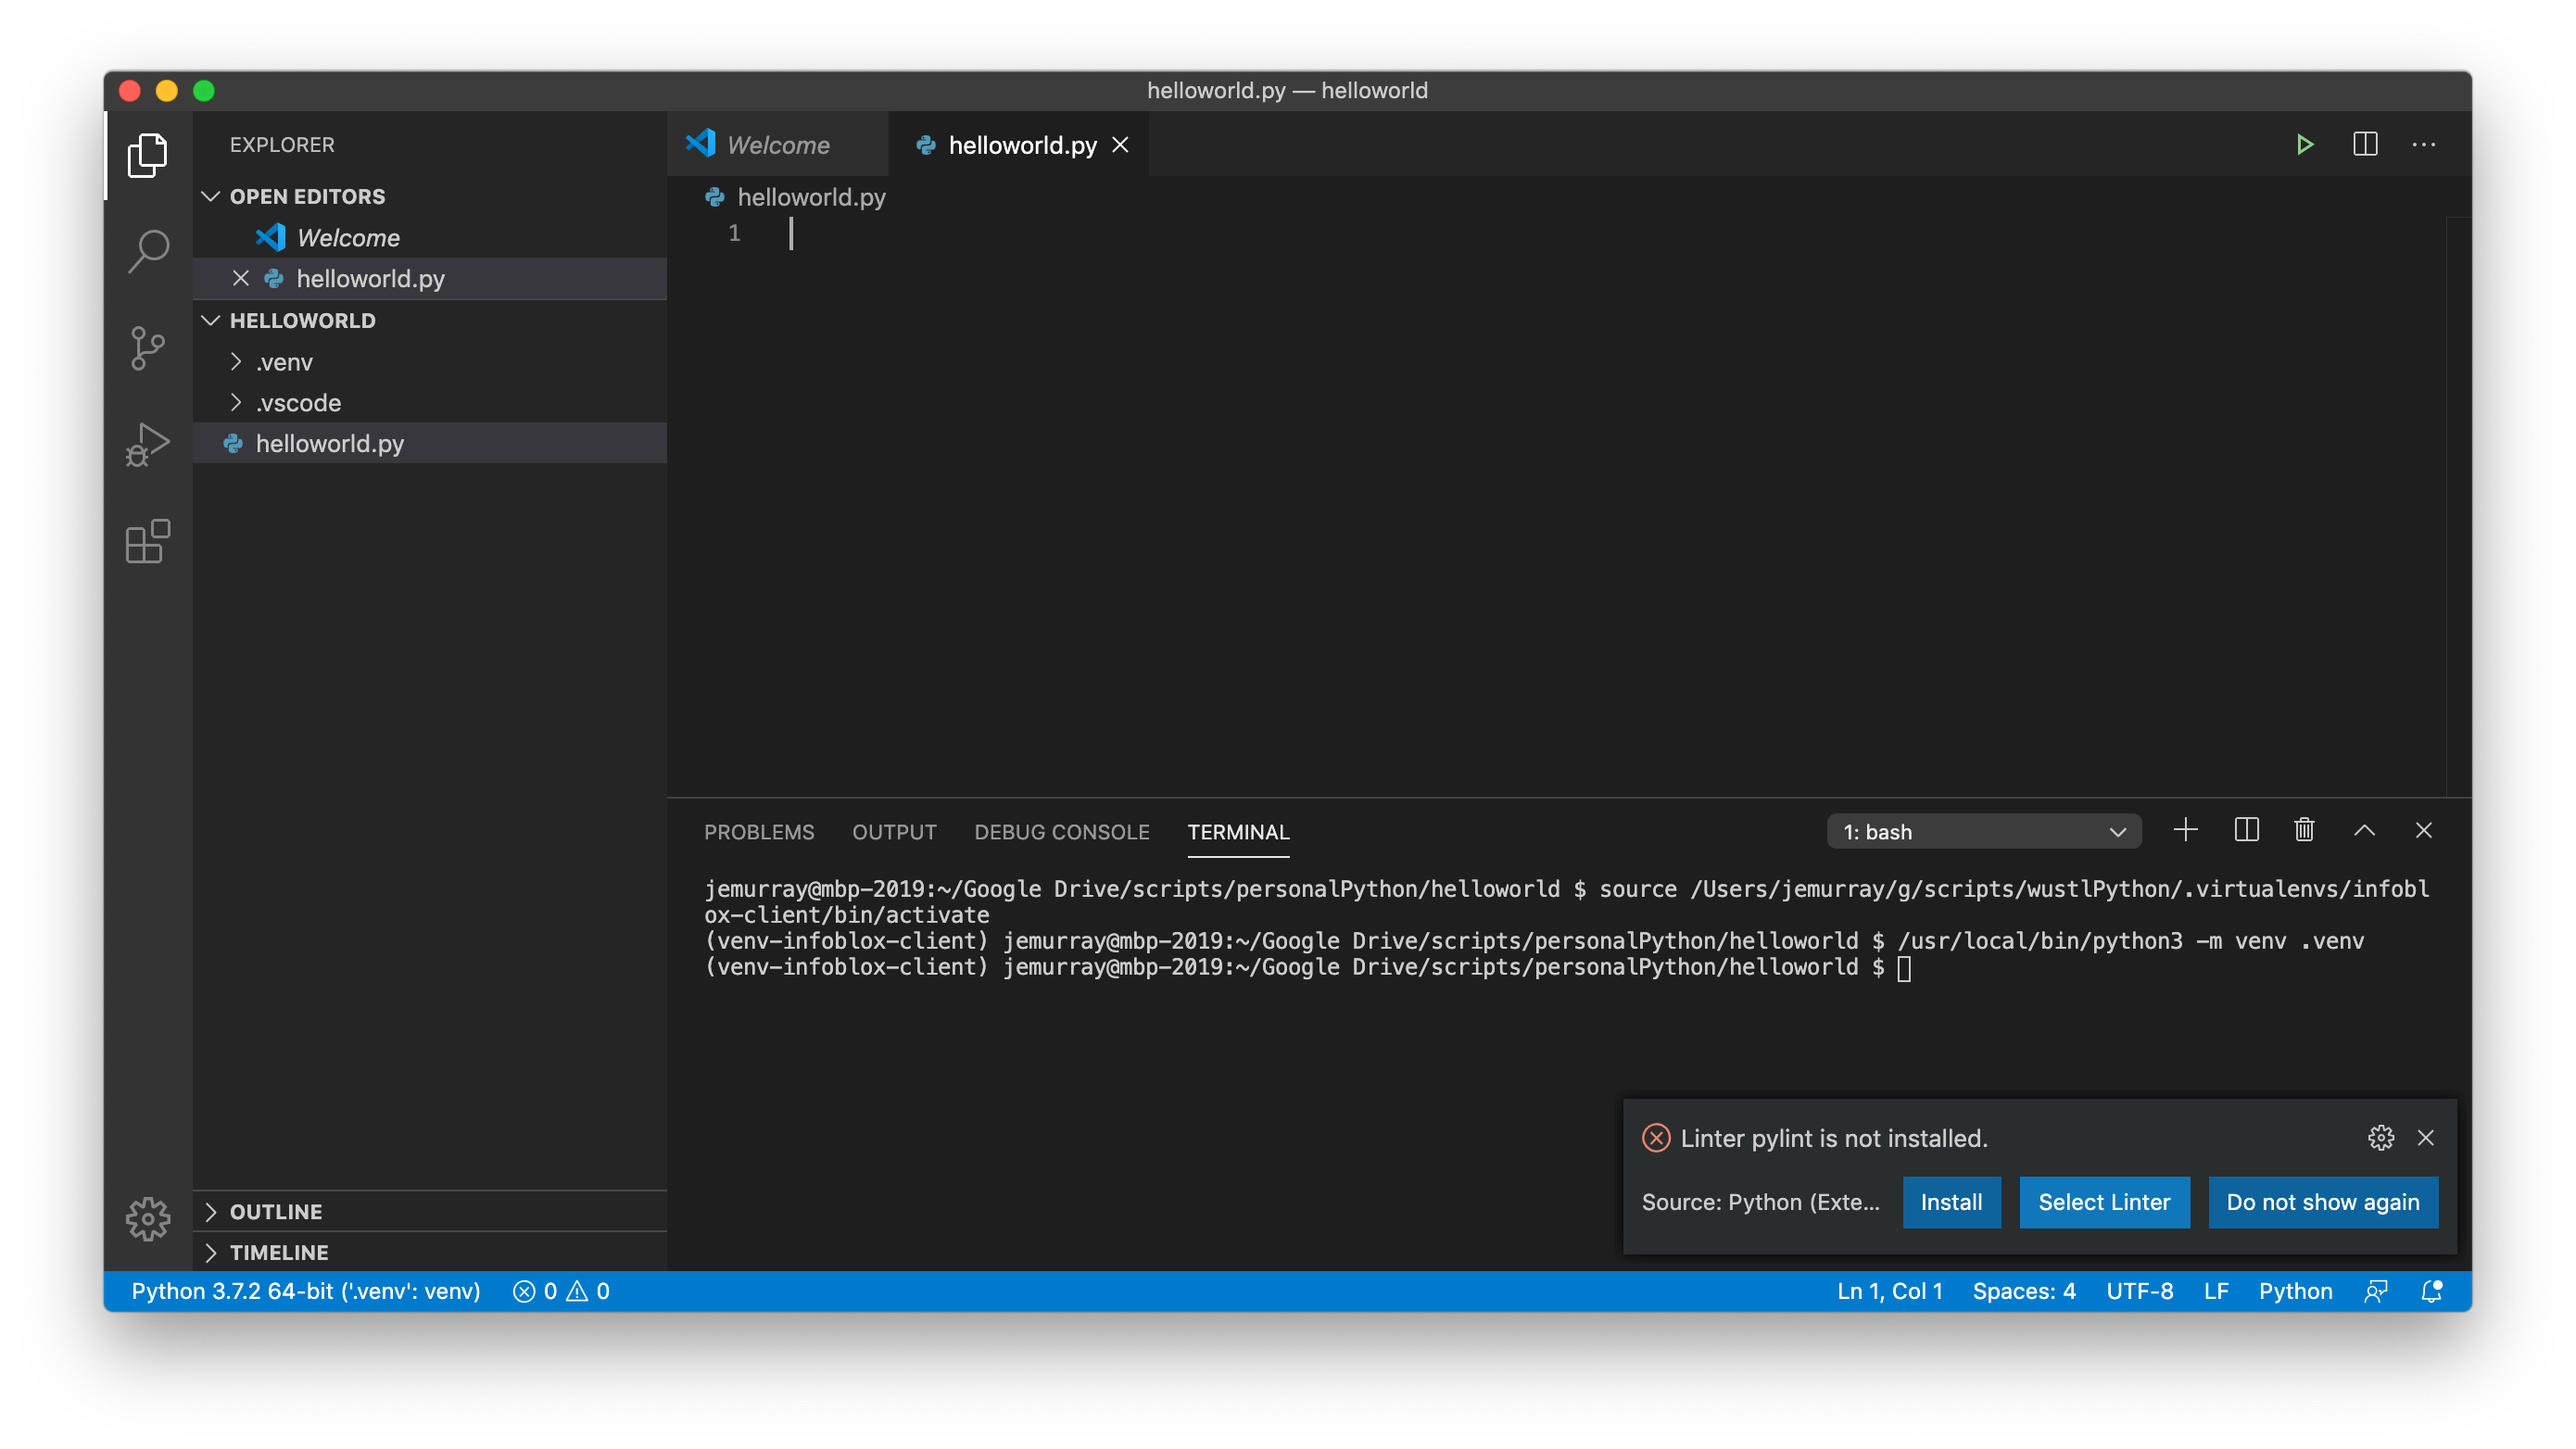 helloworld.py — helloworld
EXPLORER
OPEN EDITORS
Welcome
helloworld.py
HELLOWORLD
.venv
.vscode
helloworld.py
OUTLINE
TIMELINE
Welcome
helloworld.py
helloworld.py
1
PROBLEMS
OUTPUT
DEBUG CONSOLE
TERMINAL
1: bash
jemurray@mbp-2019:~/Google Drive/scripts/personalPython/helloworld $ source /Users/jemurray/g/scripts/wustlPython/.virtualenvs/infobl
ox-client/bin/activate
(venv-infoblox-client) jemurray@mbp-2019:~/Google Drive/scripts/personalPython/helloworld $ /usr/local/bin/python3 -m venv .venv
(venv-infoblox-client) jemurray@mbp-2019:~/Google Drive/scripts/personalPython/helloworld $
Linter pylint is not installed.
Source: Python (Exte...
Install
Select Linter
Do not show again
Python 3.7.2 64-bit ('.venv': venv)
0
0
Ln 1, Col 1
Spaces: 4
UTF-8
LF
Python